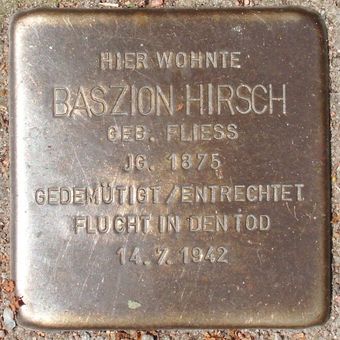 HIER WOHNTE
BASZION HIRSCH
GEB. FLIESS
JG. 1875
GEDEMÜTIGT/ENTRECHTET
FLUCHT IN DEN TOD
14.7.1942